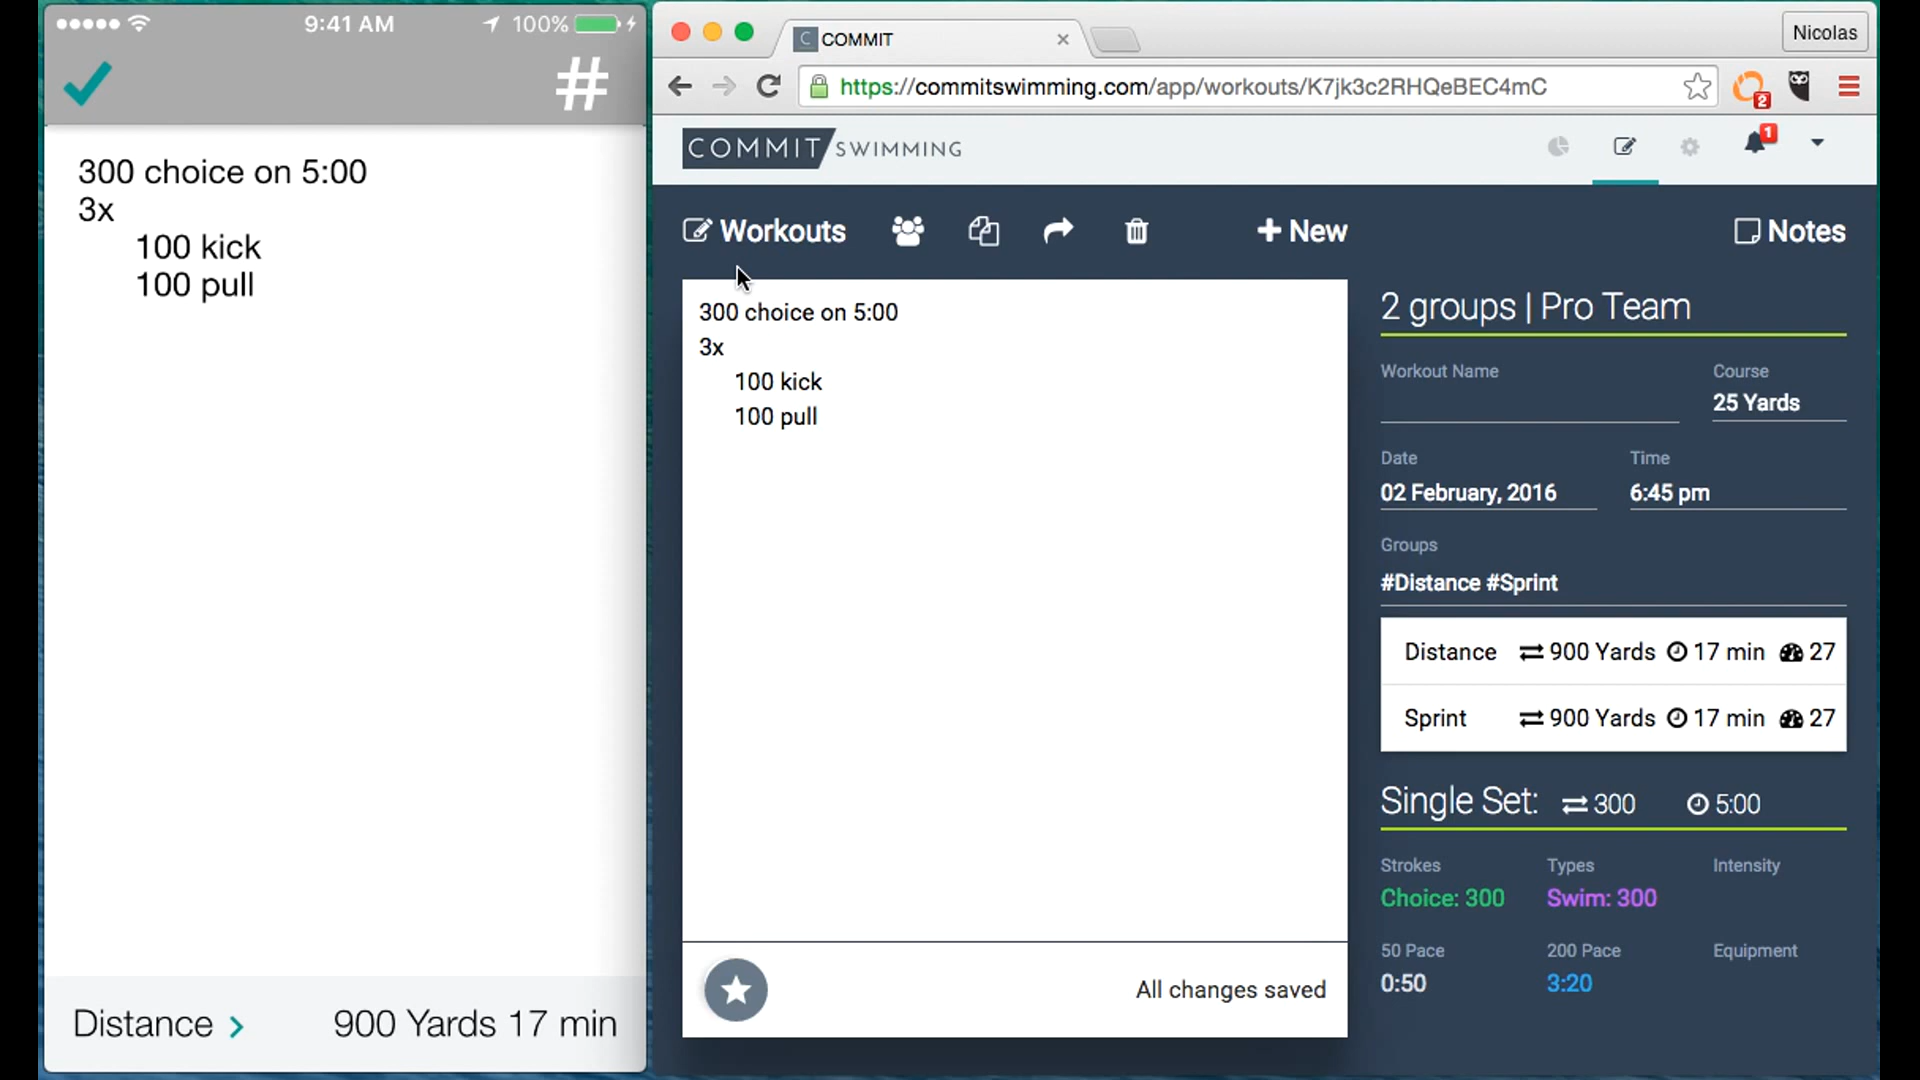 9:41 AM
100%
#
300 choice on 5:00
3x
100 kick
100 pull
Distance >
900 Yards 17 min
COMMIT
Nicolas
https://commitswimming.com/app/workouts/K7jk3c2RHQeBEC4mC
2
COMMIT SWIMMING
1
Workouts
+ New
Notes
300 choice on 5:00
3x
100 kick
100 pull
All changes saved
2 groups | Pro Team
Workout Name
Course
25 Yards
Date
Time
02 February, 2016
6:45 pm
Groups
#Distance #Sprint
Distance 900 Yards 17 min 27
Sprint 900 Yards 17 min 27
Single Set: 300 5:00
Strokes
Types
Intensity
Choice: 300
Swim: 300
50 Pace
200 Pace
Equipment
0:50
3:20